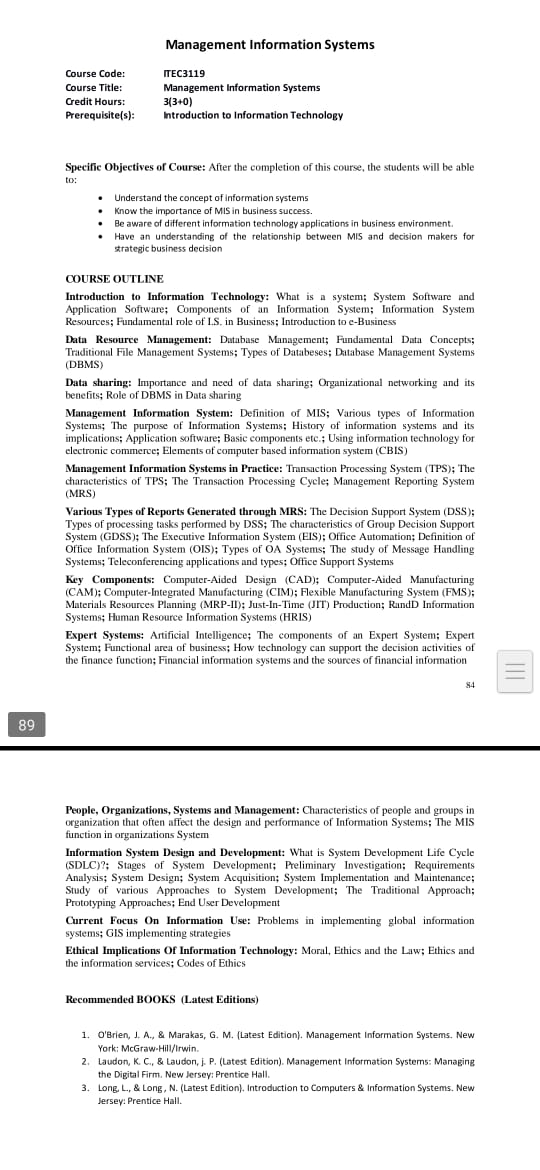 Management Information Systems
Course Code: ITEC3119
Course Title: Management Information Systems
Credit Hours: 3(3+0)
Prerequisite(s): Introduction to Information Technology
Specific Objectives of Course: After the completion of this course, the students will be able
to:
• Understand the concept of information systems
• Know the importance of MIS in business success.
• Be aware of different information technology applications in business environment.
• Have an understanding of the relationship between MIS and decision makers for
strategic business decision
COURSE OUTLINE
Introduction to Information Technology: What is a system; System Software and
Application Software; Components of an Information System; Information System
Resources; Fundamental role of I.S. in Business; Introduction to e-Business
Data Resource Management: Database Management; Fundamental Data Concepts;
Traditional File Management Systems; Types of Databeses; Database Management Systems
(DBMS)
Data sharing: Importance and need of data sharing; Organizational networking and its
benefits; Role of DBMS in Data sharing
Management Information System: Definition of MIS; Various types of Information
Systems; The purpose of Information Systems; History of information systems and its
implications; Application software; Basic components etc.; Using information technology for
electronic commerce; Elements of computer based information system (CBIS)
Management Information Systems in Practice: Transaction Processing System (TPS); The
characteristics of TPS; The Transaction Processing Cycle; Management Reporting System
(MRS)
Various Types of Reports Generated through MRS: The Decision Support System (DSS);
Types of processing tasks performed by DSS; The characteristics of Group Decision Support
System (GDSS); The Executive Information System (EIS); Office Automation; Definition of
Office Information System (OIS); Types of OA Systems; The study of Message Handling
Systems; Teleconferencing applications and types; Office Support Systems
Key Components: Computer-Aided Design (CAD); Computer-Aided Manufacturing
(CAM); Computer-Integrated Manufacturing (CIM); Flexible Manufacturing System (FMS);
Materials Resources Planning (MRP-II); Just-In-Time (JIT) Production; RandD Information
Systems; Human Resource Information Systems (HRIS)
Expert Systems: Artificial Intelligence; The components of an Expert System; Expert
System; Functional area of business; How technology can support the decision activities of
the finance function; Financial information systems and the sources of financial information
84
89
People, Organizations, Systems and Management: Characteristics of people and groups in
organization that often affect the design and performance of Information Systems; The MIS
function in organizations System
Information System Design and Development: What is System Development Life Cycle
(SDLC)?; Stages of System Development; Preliminary Investigation; Requirements
Analysis; System Design; System Acquisition; System Implementation and Maintenance;
Study of various Approaches to System Development; The Traditional Approach;
Prototyping Approaches; End User Development
Current Focus On Information Use: Problems in implementing global information
systems; GIS implementing strategies
Ethical Implications Of Information Technology: Moral, Ethics and the Law; Ethics and
the information services; Codes of Ethics
Recommended BOOKS (Latest Editions)
1. O'Brien, J. A., & Marakas, G. M. (Latest Edition). Management Information Systems. New
York: McGraw-Hill/Irwin.
2. Laudon, K. C., & Laudon, j. P. (Latest Edition). Management Information Systems: Managing
the Digital Firm. New Jersey: Prentice Hall.
3. Long, L., & Long , N. (Latest Edition). Introduction to Computers & Information Systems. New
Jersey: Prentice Hall.